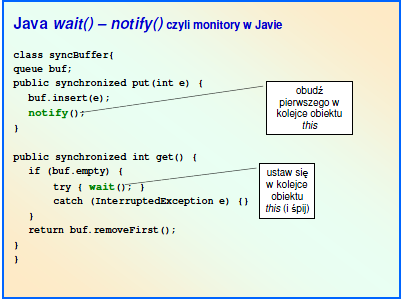 Java wait() – notify() czyli monitory w Javie
class syncBuffer{
queue buf;
public synchronized put(int e) {
buf.insert(e);
notify();
}
obudź
pierwszego w
kolejce obiektu
this
public synchronized int get() {
if (buf.empty) {
try { wait(); }
catch (InterruptedException e) {}
}
return buf.removeFirst();
}
}
ustaw się
w kolejce
obiektu
this (i śpij)